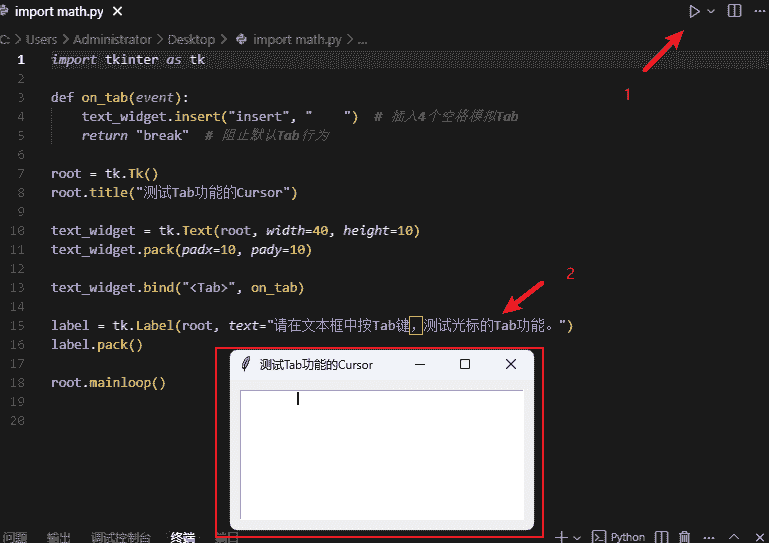 import math.py
C: > Users > Administrator > Desktop > import math.py > ...
1 import tkinter as tk
2
3 def on_tab(event):
4 text_widget.insert("insert", "    ")  # 插入4个空格模拟Tab
5 return "break"  # 阻止默认Tab行为
6
7 root = tk.Tk()
8 root.title("测试Tab功能的Cursor")
9
10 text_widget = tk.Text(root, width=40, height=10)
11 text_widget.pack(padx=10, pady=10)
12
13 text_widget.bind("<Tab>", on_tab)
14
15 label = tk.Label(root, text="请在文本框中按Tab键，测试光标的Tab功能。")
16 label.pack()
17
18 root.mainloop()
19
20
1
2
测试Tab功能的Cursor
问题 输出 调试控制台 终端 端口
Python